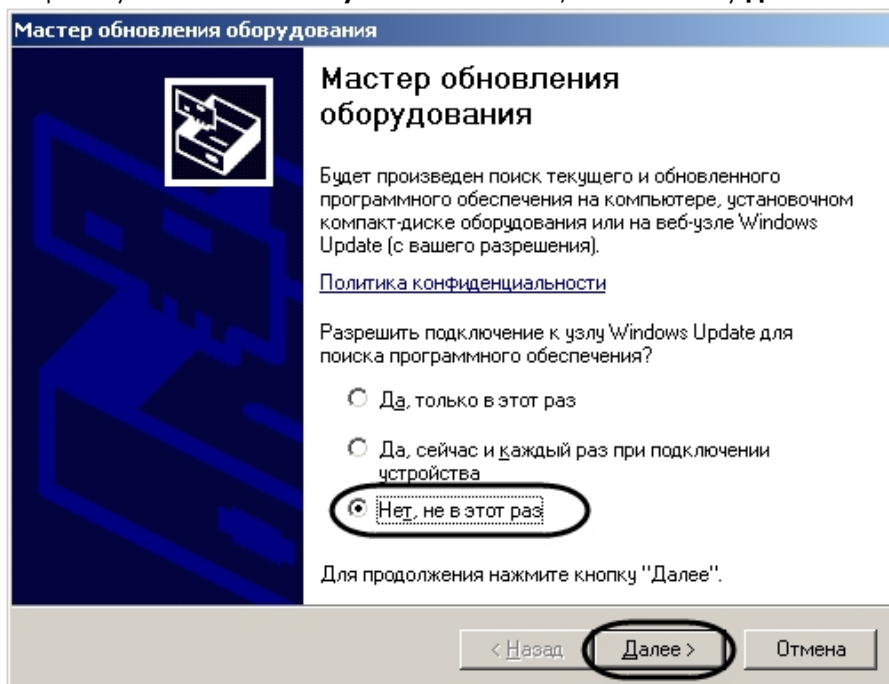 Мастер обновления оборудования
Мастер обновления
оборудования
Будет произведен поиск текущего и обновленного
программного обеспечения на компьютере, установочном
компакт-диске оборудования или на веб-узле Windows
Update (с вашего разрешения).
Политика конфиденциальности
Разрешить подключение к узлу Windows Update для
поиска программного обеспечения?
Да, только в этот раз
Да, сейчас и каждый раз при подключении
устройства
Нет, не в этот раз
Для продолжения нажмите кнопку "Далее".
< Назад Далее > Отмена